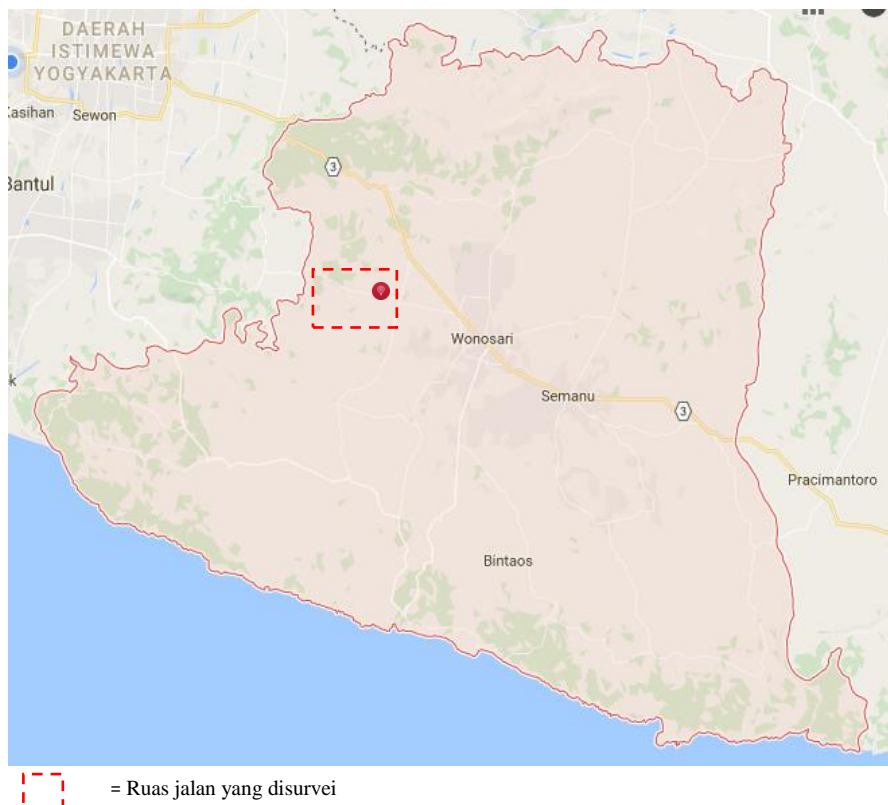 DAERAH
ISTIMEWA
YOGYAKARTA
Kasihan
Sewon
Bantul
3
Wonosari
Semanu
3
Pracimantoro
Bintaos
k
= Ruas jalan yang disurvei